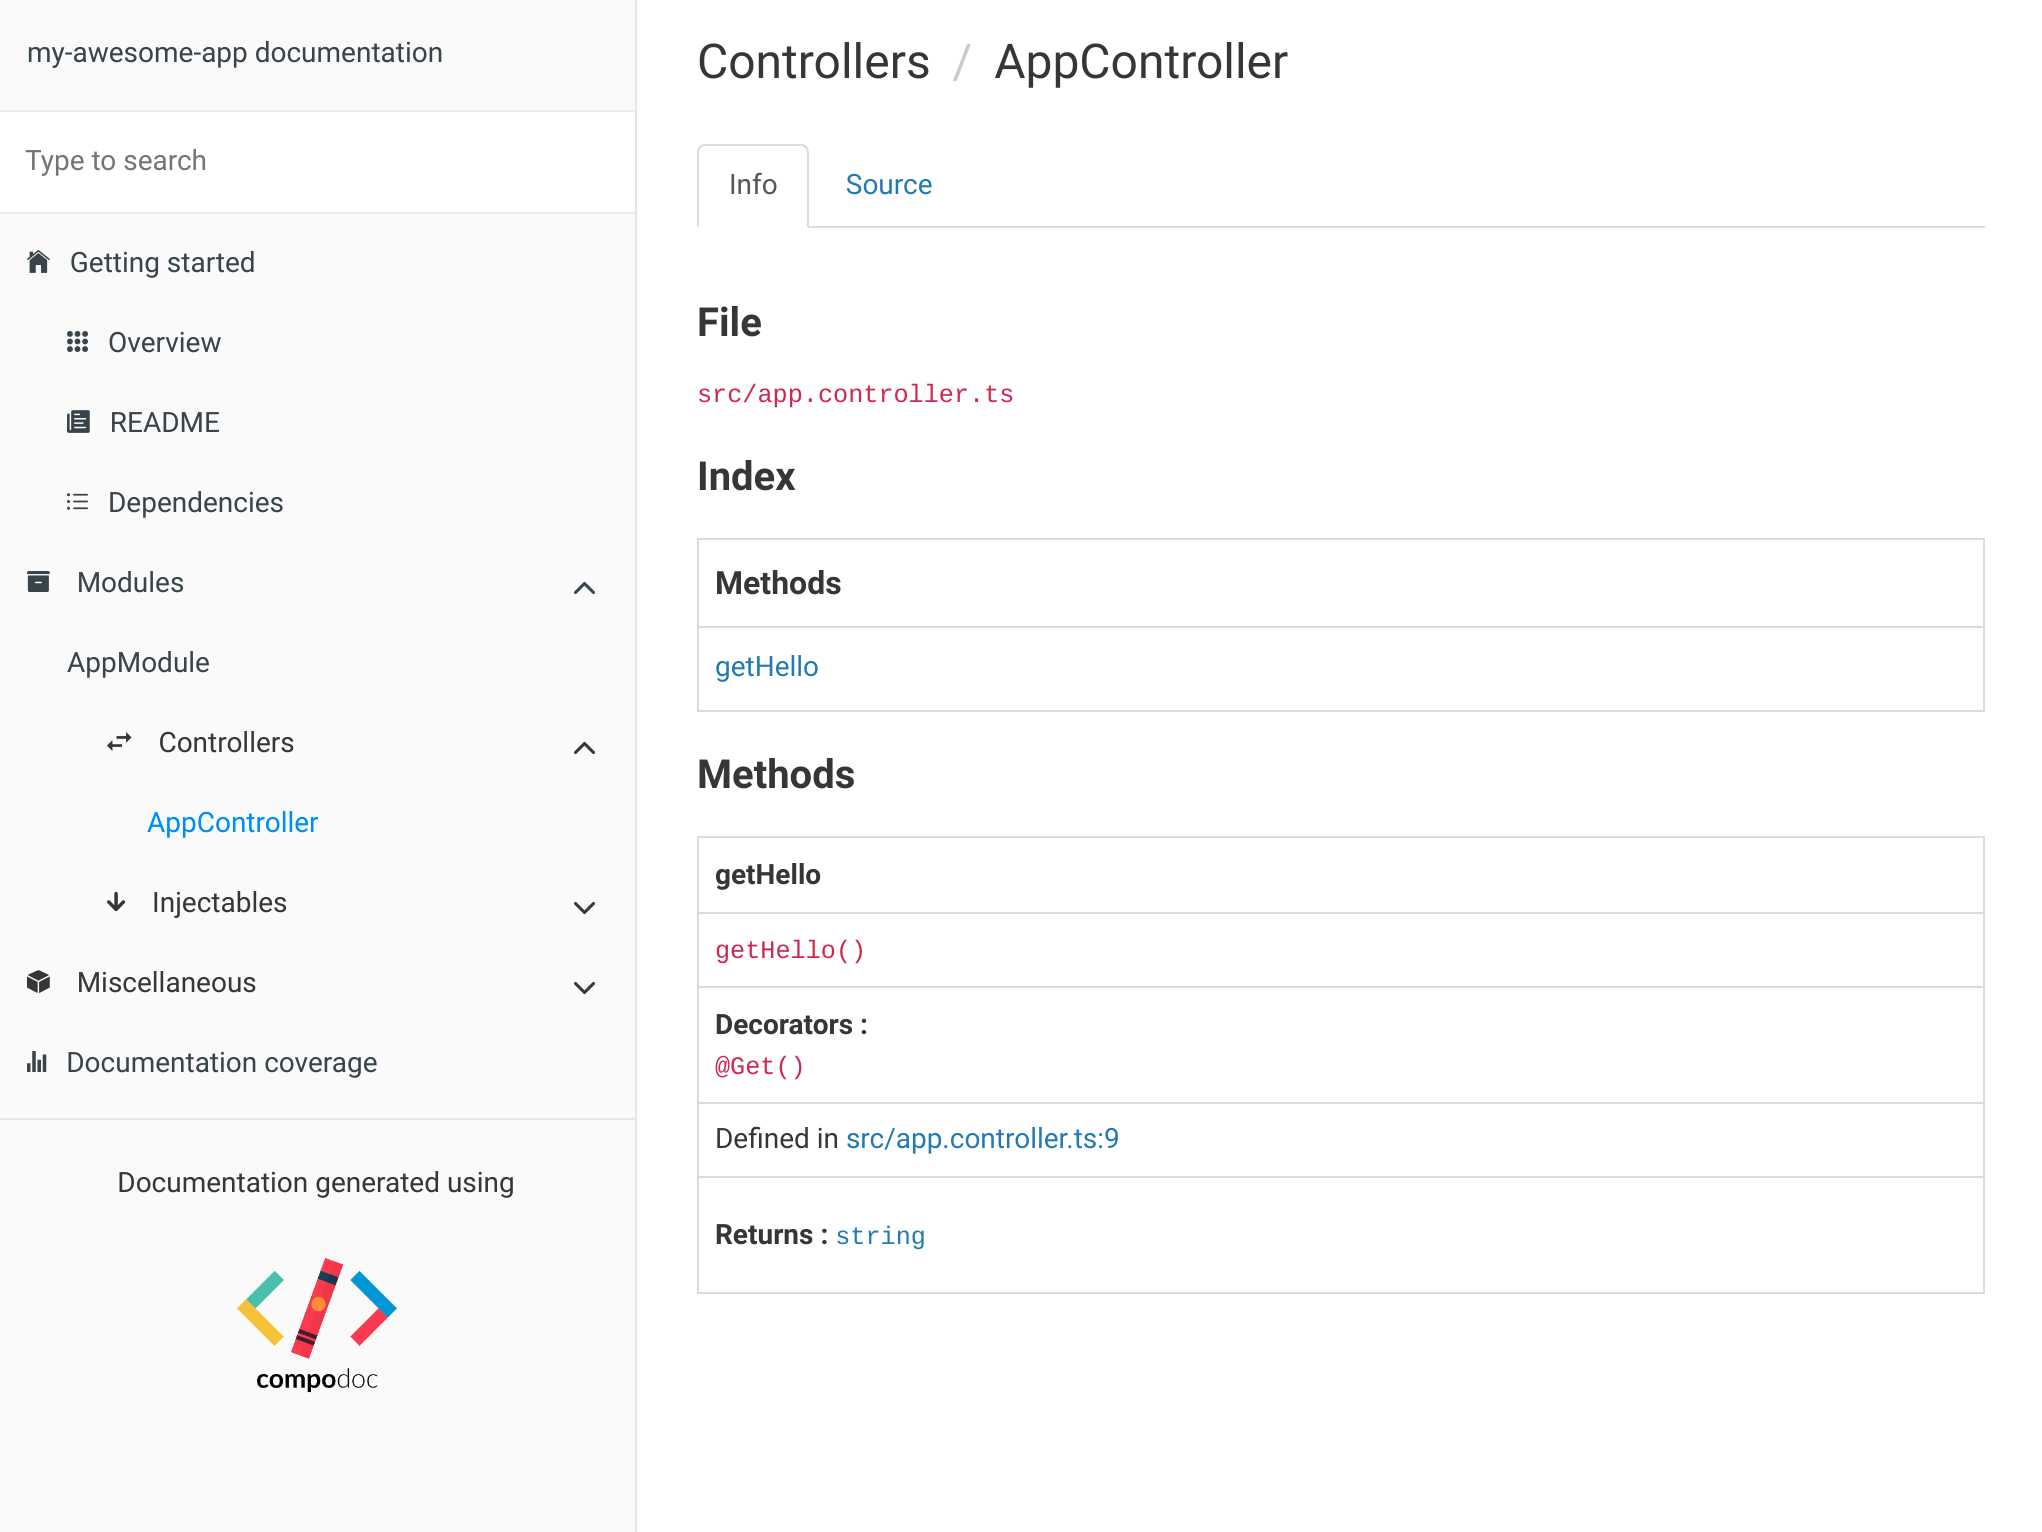 my-awesome-app documentation
Type to search
Getting started
Overview
README
Dependencies
Modules
AppModule
Controllers
AppController
Injectables
Miscellaneous
Documentation coverage
Documentation generated using
compodoc
Controllers / AppController
Info Source
File
src/app.controller.ts
Index
Methods
getHello
Methods
getHello
getHello()
Decorators :
@Get()
Defined in src/app.controller.ts:9
Returns : string